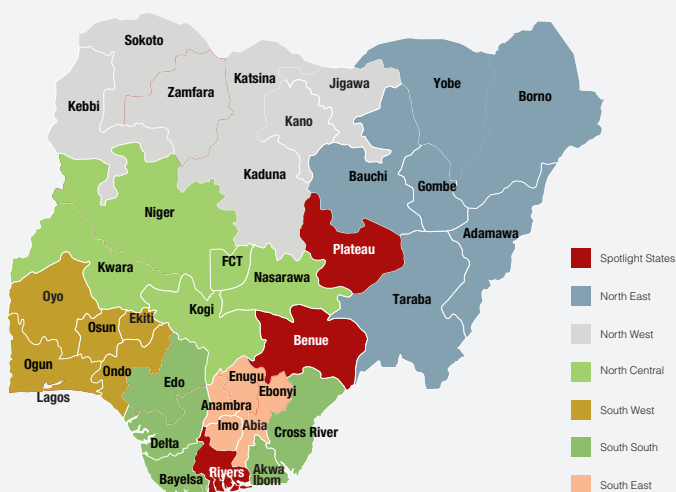 Sokoto
Katsina
Jigawa
Yobe
Borno
Kebbi
Zamfara
Kano
Kaduna
Bauchi
Gombe
Niger
Adamawa
Plateau
FCT
Kwara
Nasarawa
Taraba
Oyo
Kogi
Osun
Ekiti
Benue
Ogun
Ondo
Edo
Enugu
Ebonyi
Lagos
Anambra
Imo
Abia
Cross River
Delta
Rivers
Akwa
Ibom
Bayelsa
Spotlight States
North East
North West
North Central
South West
South South
South East